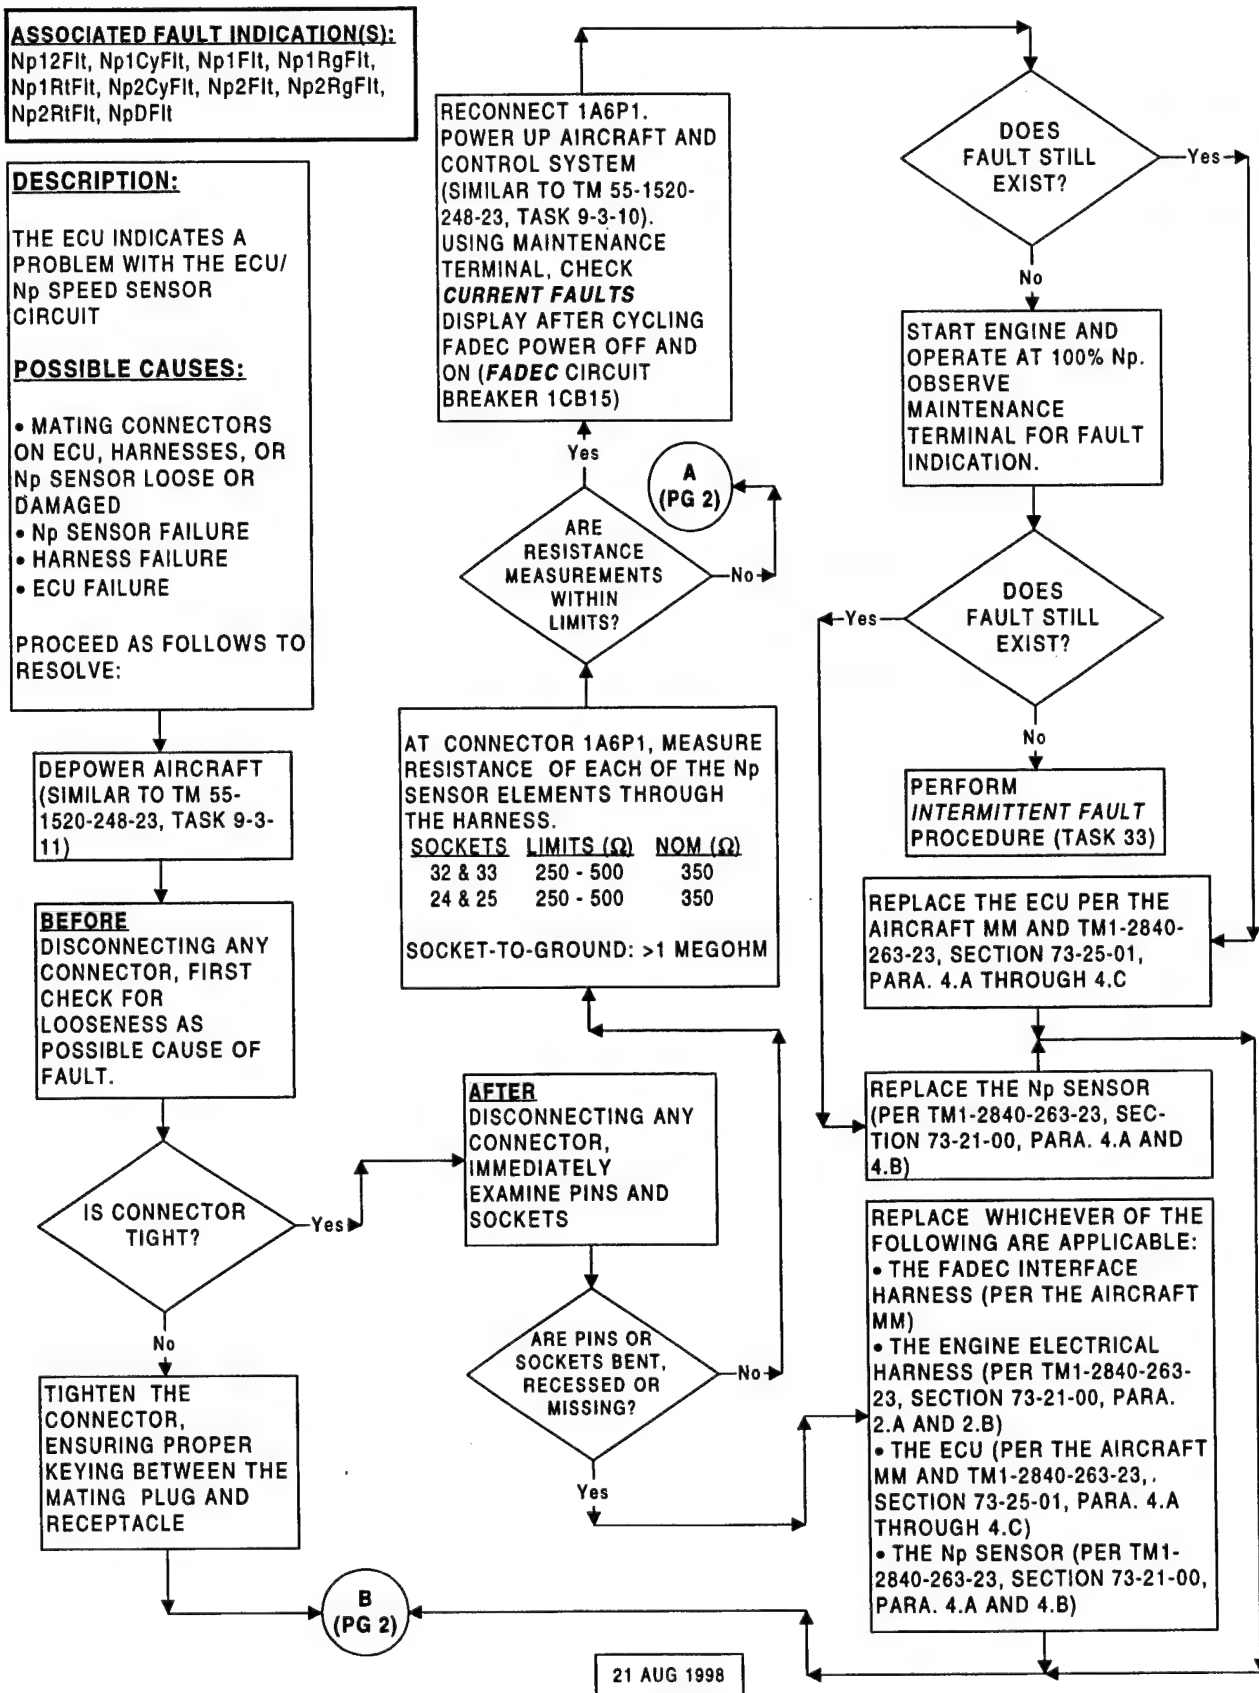 ASSOCIATED FAULT INDICATION(S):
Np12Flt, Np1CyFlt, Np1Flt, Np1RgFlt,
Np1RtFlt, Np2CyFlt, Np2Flt, Np2RgFlt,
Np2RtFlt, NpDFlt
DESCRIPTION:
THE ECU INDICATES A
PROBLEM WITH THE ECU/
Np SPEED SENSOR
CIRCUIT
POSSIBLE CAUSES:
• MATING CONNECTORS
ON ECU, HARNESSES, OR
Np SENSOR LOOSE OR
DAMAGED
• Np SENSOR FAILURE
• HARNESS FAILURE
• ECU FAILURE
PROCEED AS FOLLOWS TO
RESOLVE:
DEPOWER AIRCRAFT
(SIMILAR TO TM 55-
1520-248-23, TASK 9-3-
11)
BEFORE
DISCONNECTING ANY
CONNECTOR, FIRST
CHECK FOR
LOOSENESS AS
POSSIBLE CAUSE OF
FAULT.
IS CONNECTOR
TIGHT?
Yes
No
TIGHTEN THE
CONNECTOR,
ENSURING PROPER
KEYING BETWEEN THE
MATING PLUG AND
RECEPTACLE
B
(PG 2)
AFTER
DISCONNECTING ANY
CONNECTOR,
IMMEDIATELY
EXAMINE PINS AND
SOCKETS
ARE PINS OR
SOCKETS BENT,
RECESSED OR
MISSING?
No
Yes
AT CONNECTOR 1A6P1, MEASURE
RESISTANCE OF EACH OF THE Np
SENSOR ELEMENTS THROUGH
THE HARNESS.
SOCKETS LIMITS (Ω) NOM (Ω)
32 & 33 250 - 500 350
24 & 25 250 - 500 350
SOCKET-TO-GROUND: >1 MEGOHM
ARE
RESISTANCE
MEASUREMENTS
WITHIN
LIMITS?
No
A
(PG 2)
Yes
RECONNECT 1A6P1.
POWER UP AIRCRAFT AND
CONTROL SYSTEM
(SIMILAR TO TM 55-1520-
248-23, TASK 9-3-10).
USING MAINTENANCE
TERMINAL, CHECK
CURRENT FAULTS
DISPLAY AFTER CYCLING
FADEC POWER OFF AND
ON (FADEC CIRCUIT
BREAKER 1CB15)
DOES
FAULT STILL
EXIST?
Yes
No
START ENGINE AND
OPERATE AT 100% Np.
OBSERVE
MAINTENANCE
TERMINAL FOR FAULT
INDICATION.
DOES
FAULT STILL
EXIST?
Yes
No
PERFORM
INTERMITTENT FAULT
PROCEDURE (TASK 33)
REPLACE THE ECU PER THE
AIRCRAFT MM AND TM1-2840-
263-23, SECTION 73-25-01,
PARA. 4.A THROUGH 4.C
REPLACE THE Np SENSOR
(PER TM1-2840-263-23, SEC-
TION 73-21-00, PARA. 4.A AND
4.B)
REPLACE WHICHEVER OF THE
FOLLOWING ARE APPLICABLE:
• THE FADEC INTERFACE
HARNESS (PER THE AIRCRAFT
MM)
• THE ENGINE ELECTRICAL
HARNESS (PER TM1-2840-263-
23, SECTION 73-21-00, PARA.
2.A AND 2.B)
• THE ECU (PER THE AIRCRAFT
MM AND TM1-2840-263-23,
SECTION 73-25-01, PARA. 4.A
THROUGH 4.C)
• THE Np SENSOR (PER TM1-
2840-263-23, SECTION 73-21-00,
PARA. 4.A AND 4.B)
21 AUG 1998